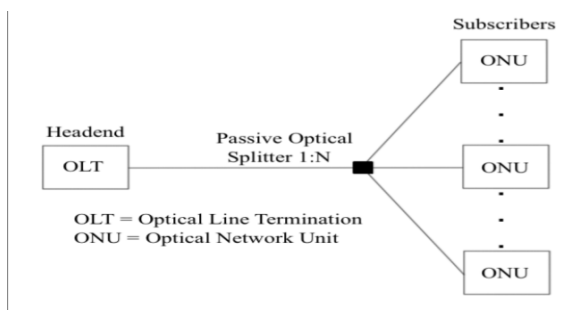 Subscribers
ONU
Headend
OLT
Passive Optical
Splitter 1:N
ONU
OLT = Optical Line Termination
ONU = Optical Network Unit
ONU